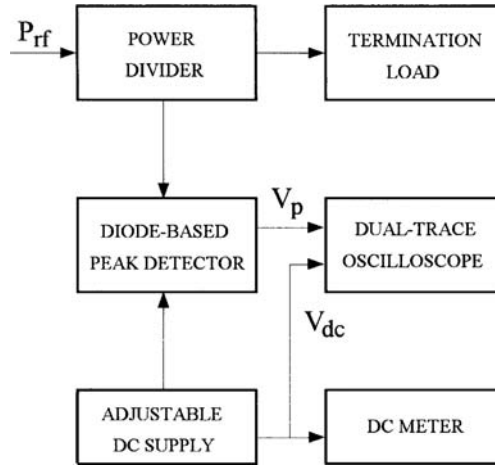 P_rf
POWER
DIVIDER
TERMINATION
LOAD
DIODE-BASED
PEAK DETECTOR
V_p
DUAL-TRACE
OSCILLOSCOPE
V_dc
ADJUSTABLE
DC SUPPLY
DC METER